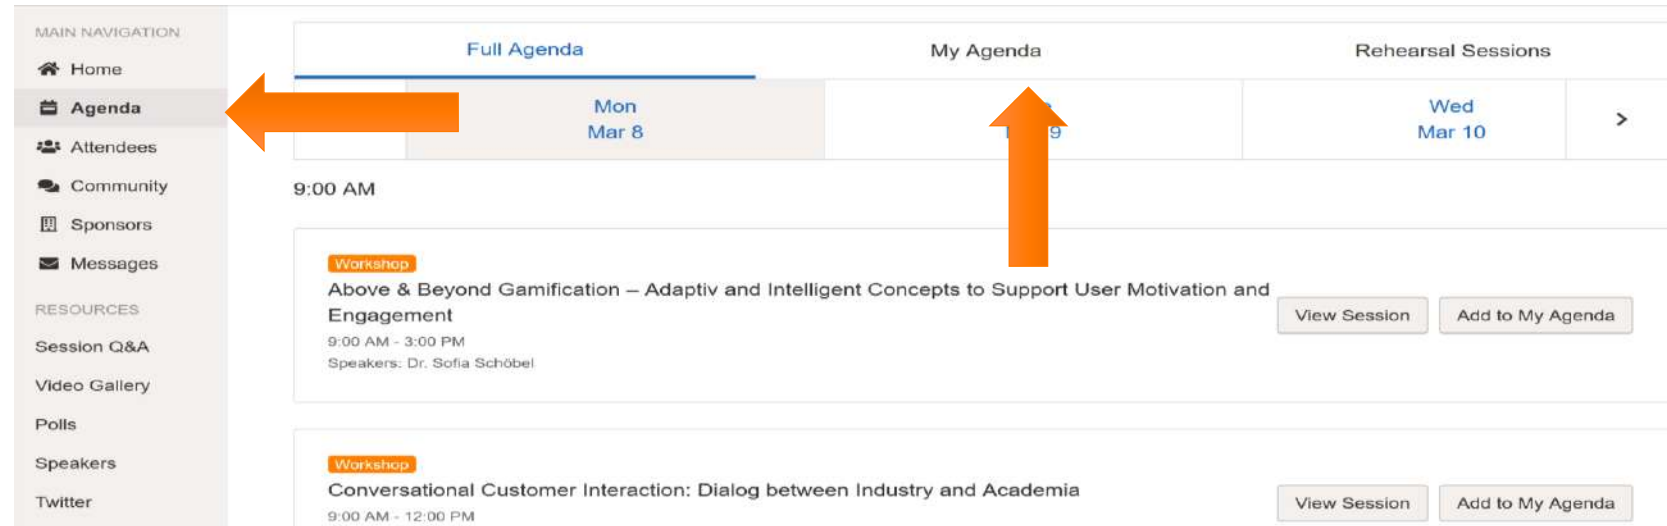 MAIN NAVIGATION
Home
Agenda
Attendees
Community
Sponsors
Messages
RESOURCES
Session Q&A
Video Gallery
Polls
Speakers
Twitter
Full Agenda My Agenda Rehearsal Sessions
Mon Wed
Mar 8 9 Mar 10 >
9:00 AM
Workshop
Above & Beyond Gamification – Adaptiv and Intelligent Concepts to Support User Motivation and
Engagement
View Session Add to My Agenda
9:00 AM - 3:00 PM
Speakers: Dr. Sofia Schöbel
Workshop
Conversational Customer Interaction: Dialog between Industry and Academia
View Session Add to My Agenda
9:00 AM - 12:00 PM